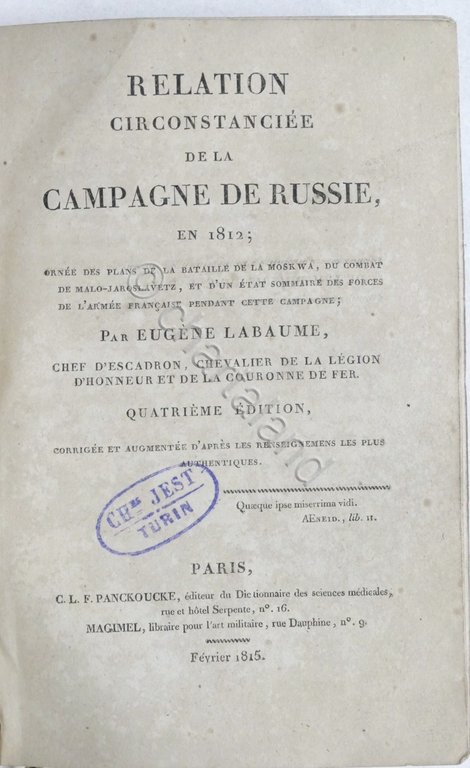 RELATION
CIRCONSTANCIÉE
DE LA
CAMPAGNE DE RUSSIE,
EN 1812;
ORNÉE DES PLANS DE LA BATAILLE DE LA MOSKWA, DU COMBAT
DE MALO-JAROSLAVETZ, ET D'UN ÉTAT SOMMAIRE DES FORCES
DE L'ARMÉE FRANÇAISE PENDANT CETTE CAMPAGNE;
PAR EUGÈNE LABAUME,
CHEF D'ESCADRON, CHEVALIER DE LA LÉGION
D'HONNEUR ET DE LA COURONNE DE FER.
QUATRIÈME ÉDITION,
CORRIGÉE ET AUGMENTÉE D'APRÈS LES RENSEIGNEMENS LES PLUS
AUTHENTIQUES.
CHes JEST
TURIN
Quæque ipse miserrima vidi.
AENEID., lib. II.
PARIS,
C. L. F. PANCKOUCKE, éditeur du Dictionnaire des sciences médicales,
rue et hôtel Serpente, n°. 16.
MAGIMEL, libraire pour l'art militaire, rue Dauphine, n°. 9.
Février 1815.
© chartaland